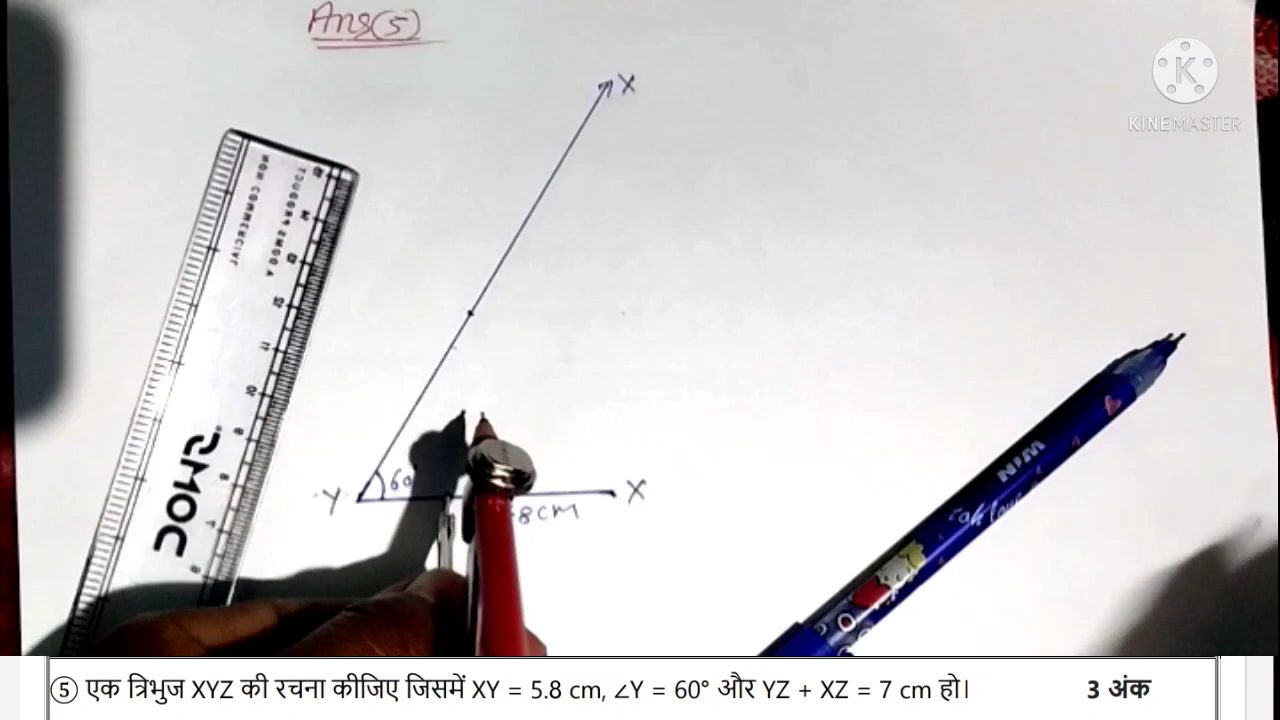 Ans(5)
KINEMASTER
X
Y
60
X
8cm
WIN
⑤ एक त्रिभुज XYZ की रचना कीजिए जिसमें XY = 5.8 cm, ∠Y = 60° और YZ + XZ = 7 cm हो। 3 अंक